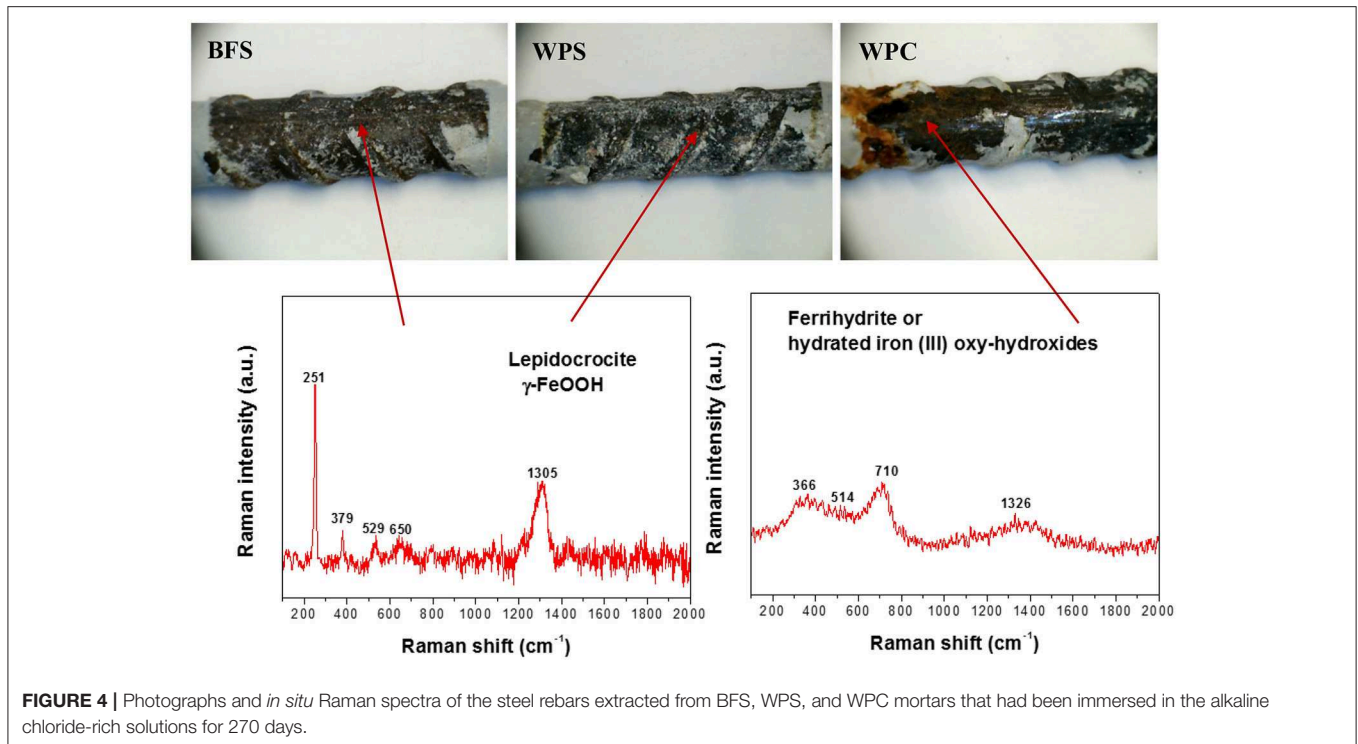 BFS
WPS
WPC
Raman intensity (a.u.)
251
379
529
650
1305
Lepidocrocite
γ-FeOOH
200 400 600 800 1000 1200 1400 1600 1800 2000
Raman shift (cm⁻¹)
Raman intensity (a.u.)
Ferrihydrite or
hydrated iron (III) oxy-hydroxides
366
514
710
1326
200 400 600 800 1000 1200 1400 1600 1800 2000
Raman shift (cm⁻¹)
FIGURE 4 | Photographs and in situ Raman spectra of the steel rebars extracted from BFS, WPS, and WPC mortars that had been immersed in the alkaline
chloride-rich solutions for 270 days.